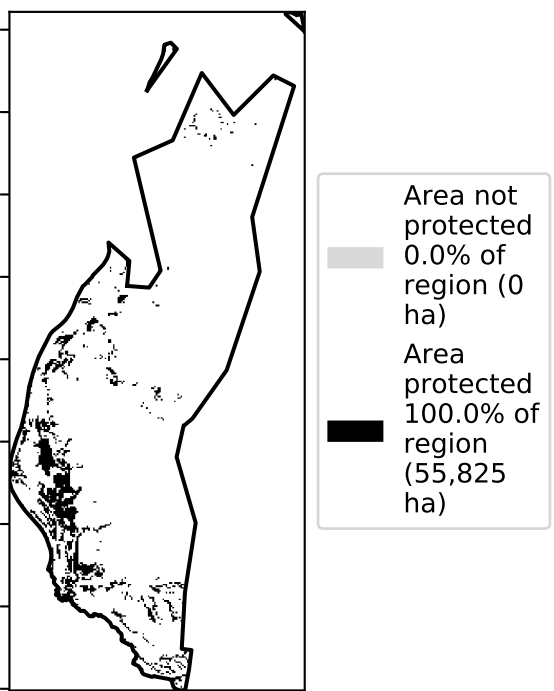 Area not
protected
0.0% of
region (0
ha)
Area
protected
100.0% of
region
(55,825
ha)